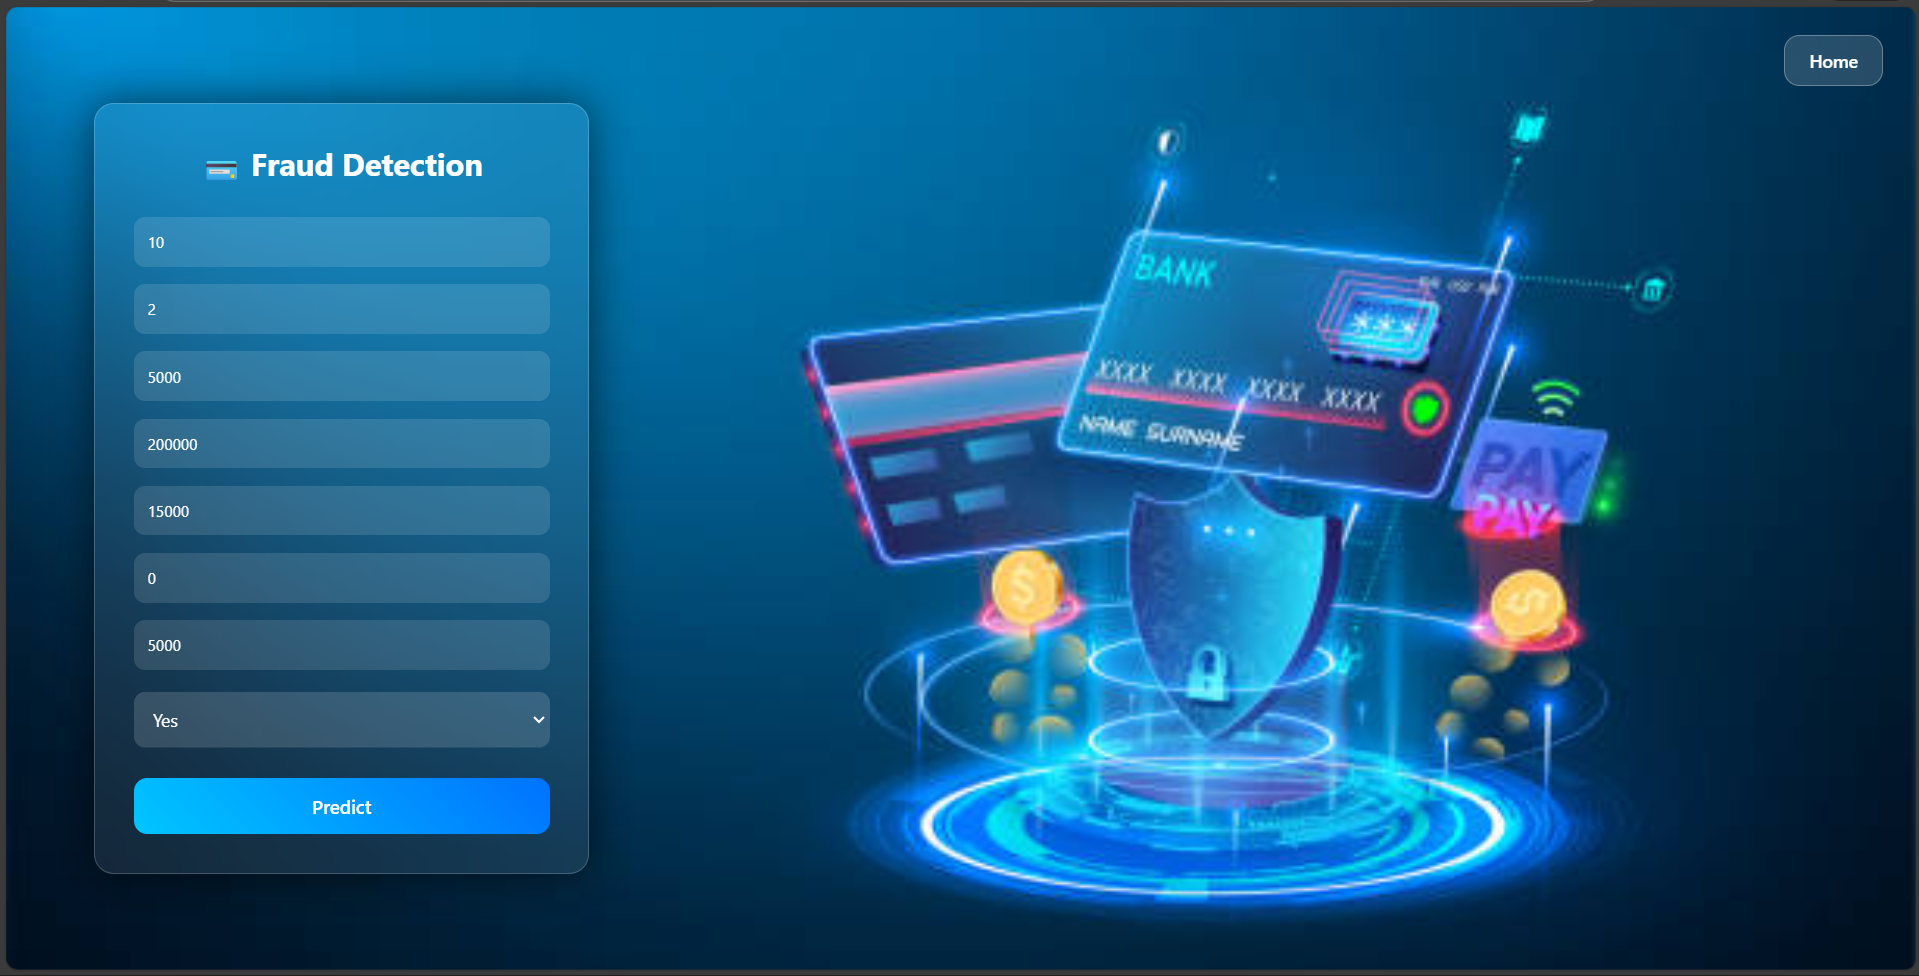 Home
Fraud Detection
10
2
5000
200000
15000
0
5000
Yes
Predict
BANK
***
XXXX XXXX XXXX XXXX
NAME SURNAME
PAY
PAY